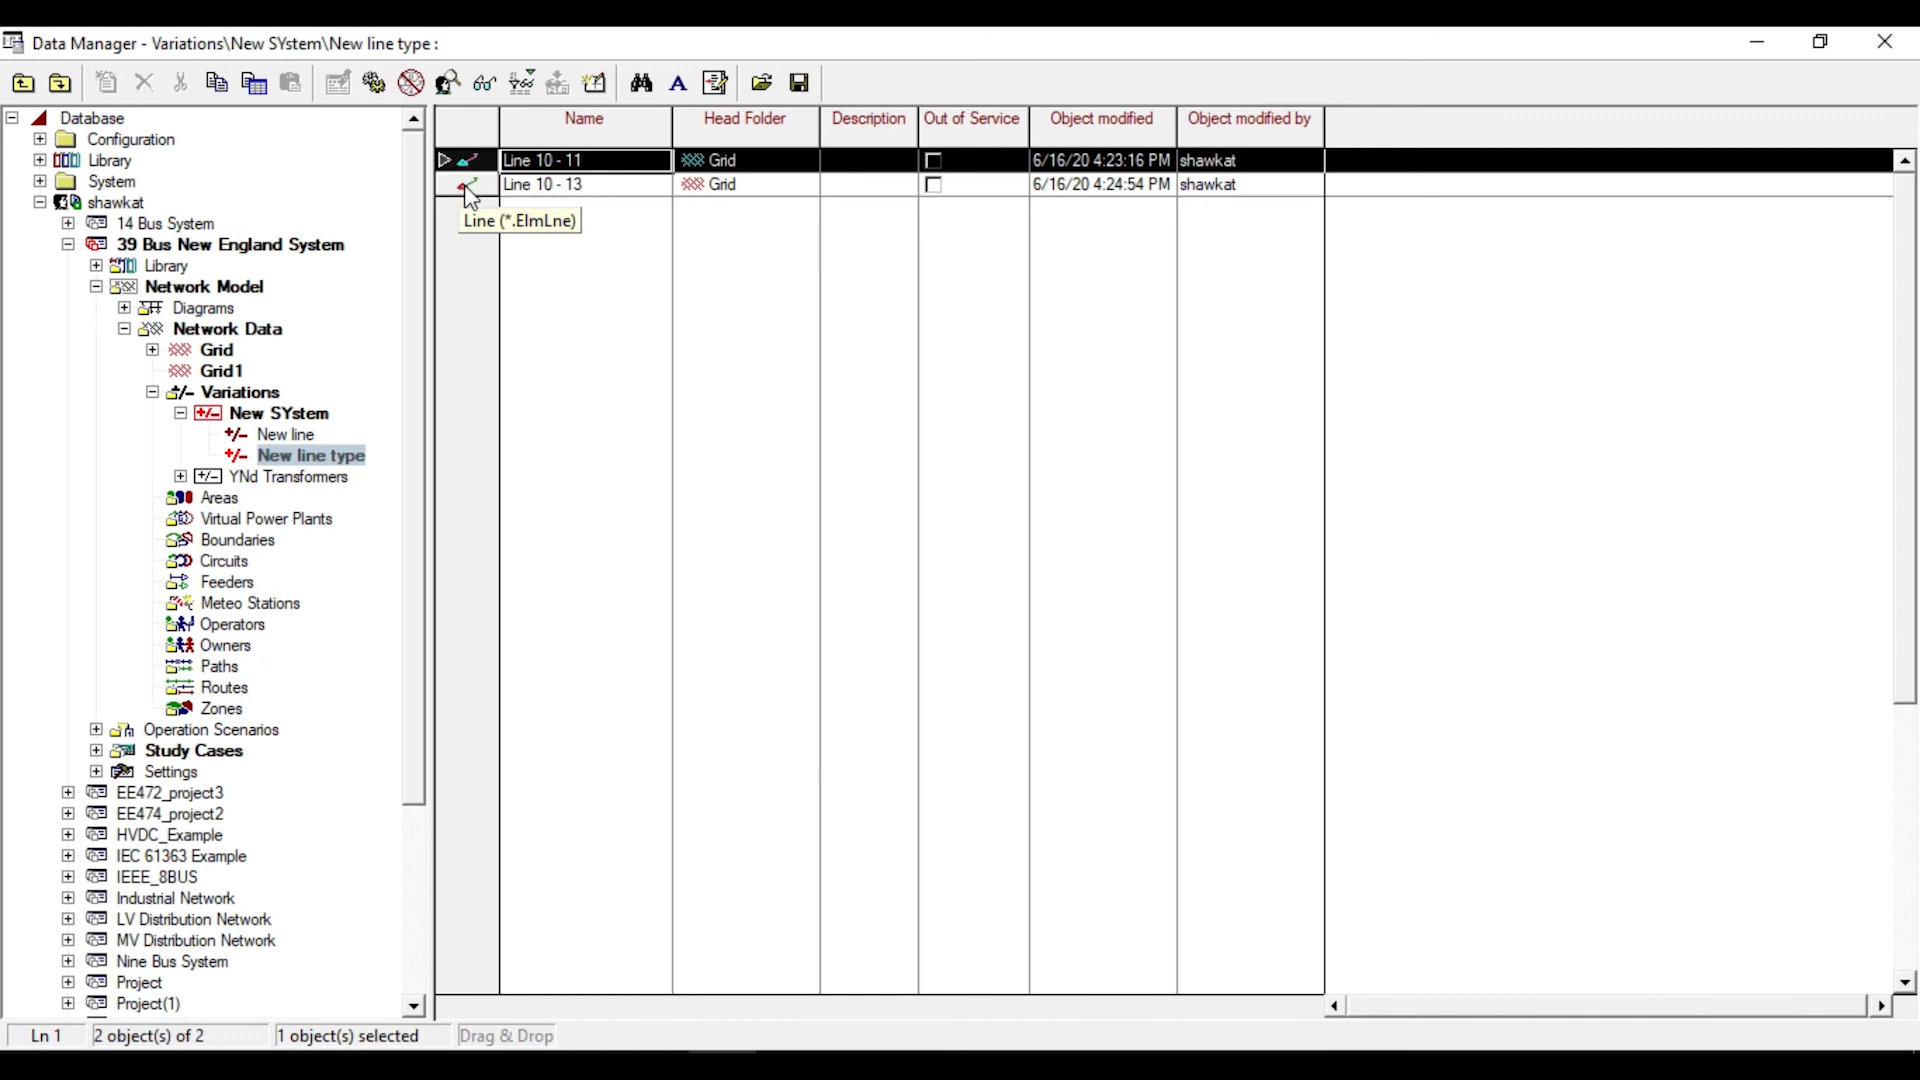 Data Manager - Variations\New SYstem\New line type :
Name Head Folder Description Out of Service Object modified Object modified by
Line 10 - 11 Grid 6/16/20 4:23:16 PM shawkat
Line 10 - 13 Grid 6/16/20 4:24:54 PM shawkat
Line (*.ElmLne)
Database
Configuration
Library
System
shawkat
14 Bus System
39 Bus New England System
Library
Network Model
Diagrams
Network Data
Grid
Grid1
Variations
New SYstem
New line
New line type
YNd Transformers
Areas
Virtual Power Plants
Boundaries
Circuits
Feeders
Meteo Stations
Operators
Owners
Paths
Routes
Zones
Operation Scenarios
Study Cases
Settings
EE472_project3
EE474_project2
HVDC_Example
IEC 61363 Example
IEEE_8BUS
Industrial Network
LV Distribution Network
MV Distribution Network
Nine Bus System
Project
Project(1)
Ln 1 2 object(s) of 2 1 object(s) selected Drag & Drop